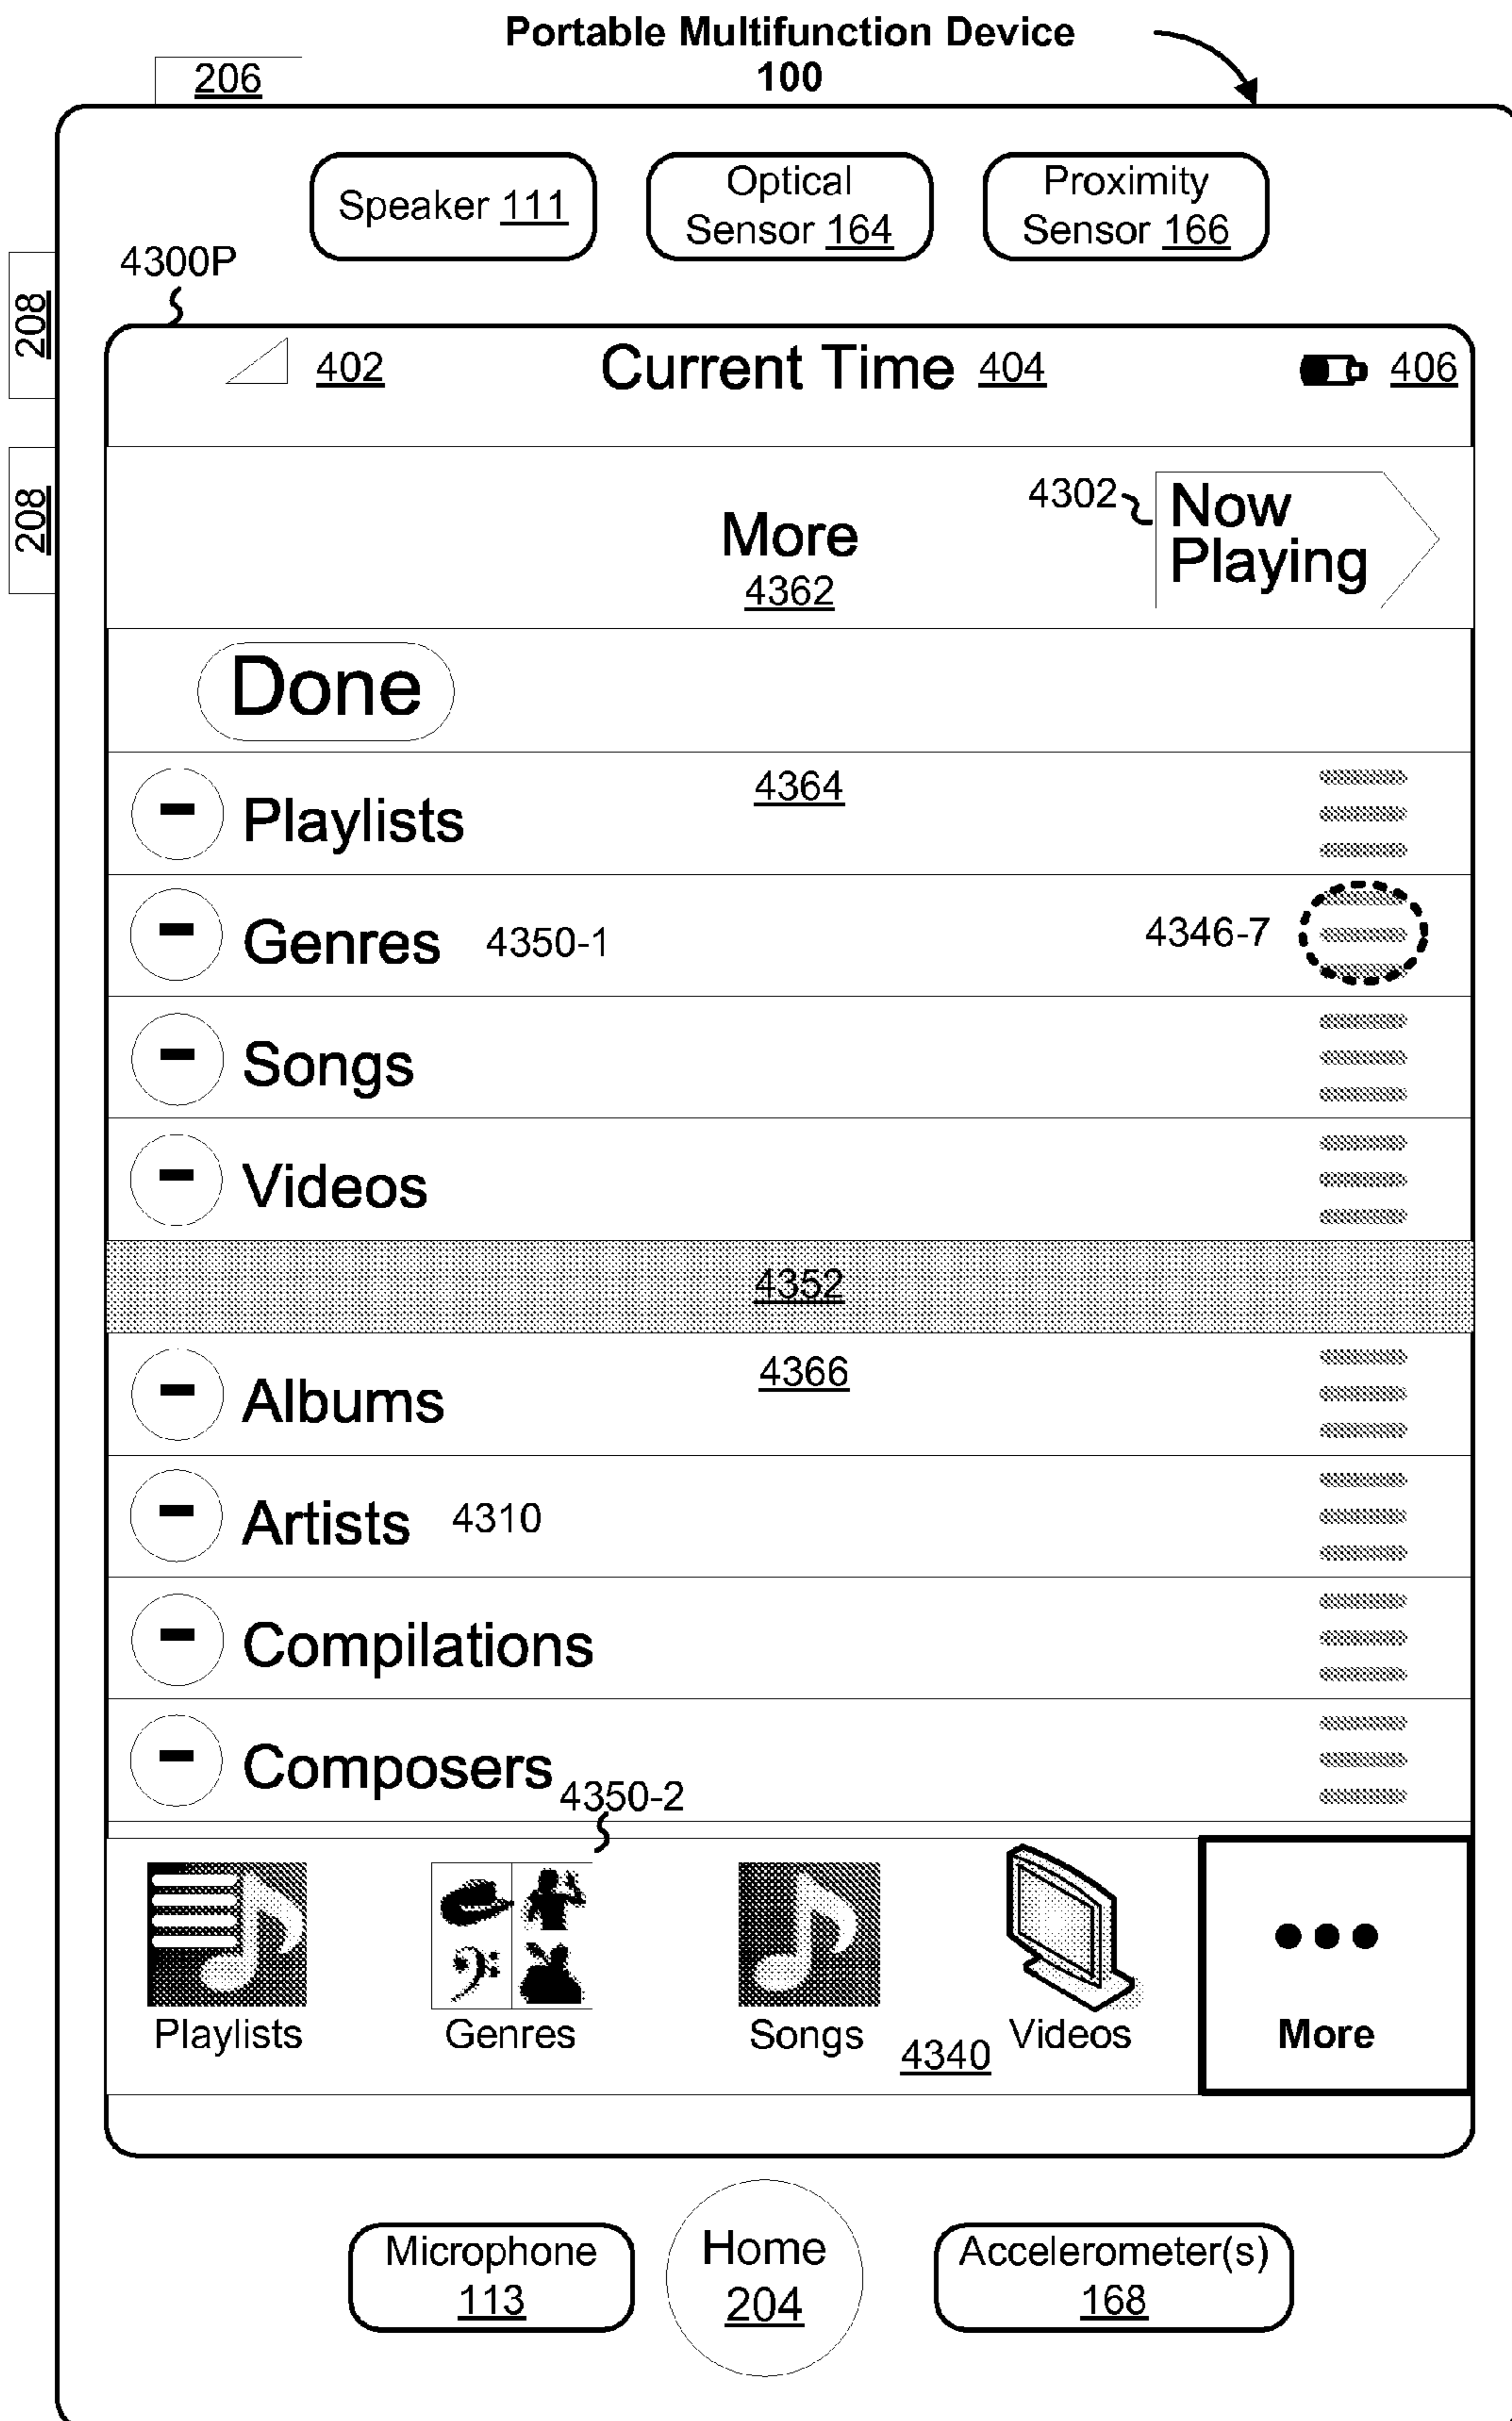 Portable Multifunction Device
100
206
Speaker 111
Optical
Sensor 164
Proximity
Sensor 166
4300P
208
208
402
Current Time 404
406
More
4362
4302
Now
Playing
Done
Playlists
4364
Genres 4350-1
4346-7
Songs
Videos
4352
Albums
4366
Artists 4310
Compilations
Composers
4350-2
Playlists
Genres
Songs
4340
Videos
More
Microphone
113
Home
204
Accelerometer(s)
168